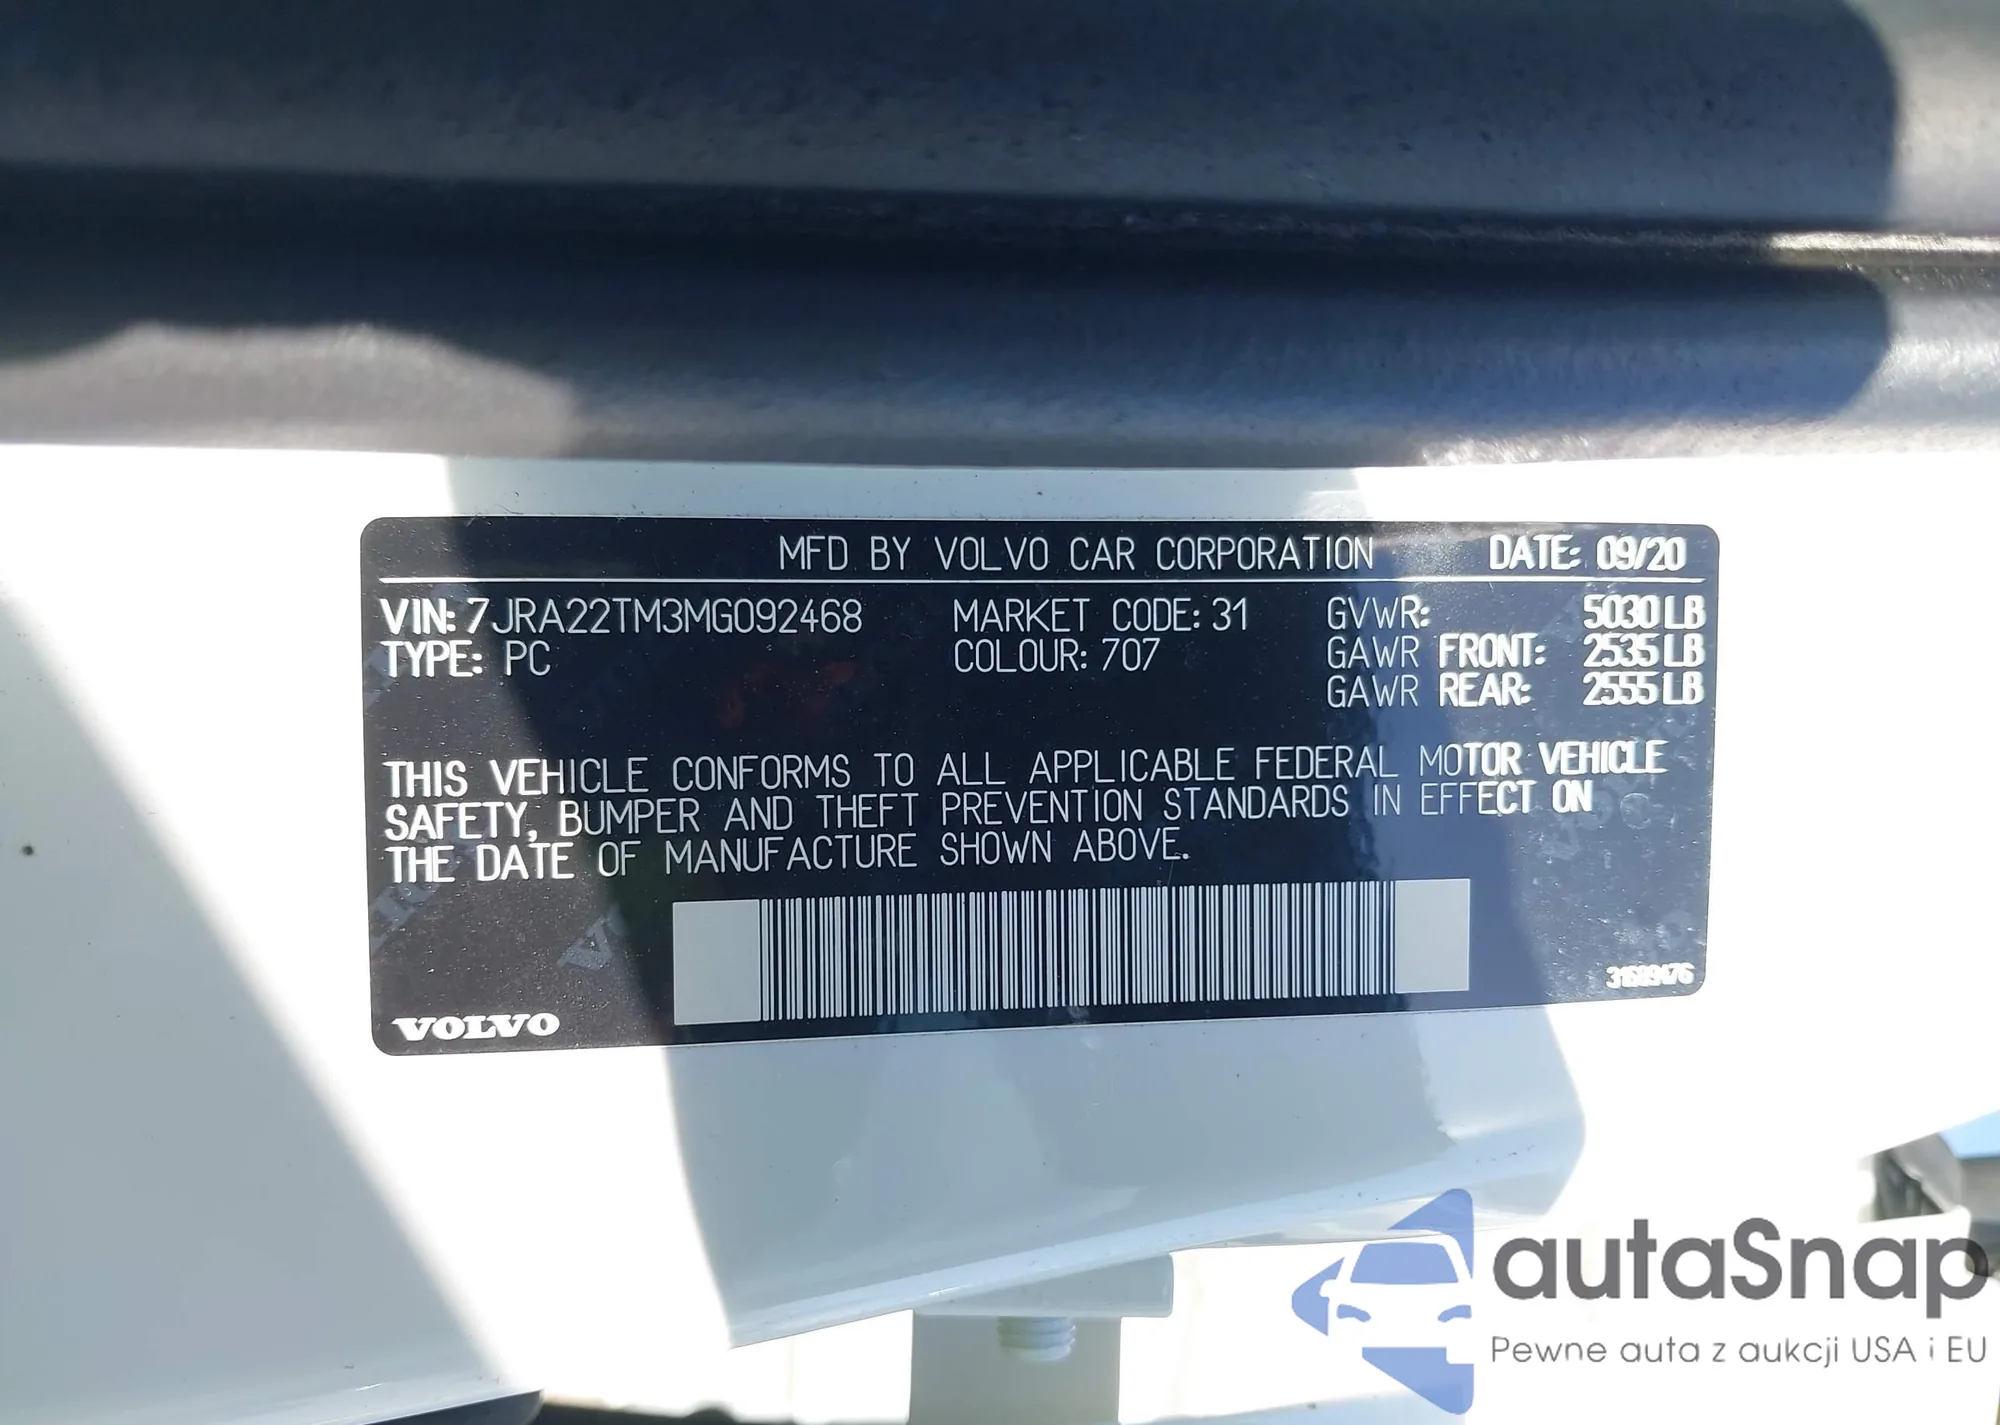 MFD BY VOLVO CAR CORPORATION DATE: 09/20
VIN: 7JRA22TM3MG092468 MARKET CODE: 31 GVWR: 5030 LB
TYPE: PC COLOUR: 707 GAWR FRONT: 2535 LB
GAWR REAR: 2555 LB
THIS VEHICLE CONFORMS TO ALL APPLICABLE FEDERAL MOTOR VEHICLE
SAFETY, BUMPER AND THEFT PREVENTION STANDARDS IN EFFECT ON
THE DATE OF MANUFACTURE SHOWN ABOVE.
VOLVO
autaSnap
Pewne auta z aukcji USA i EU